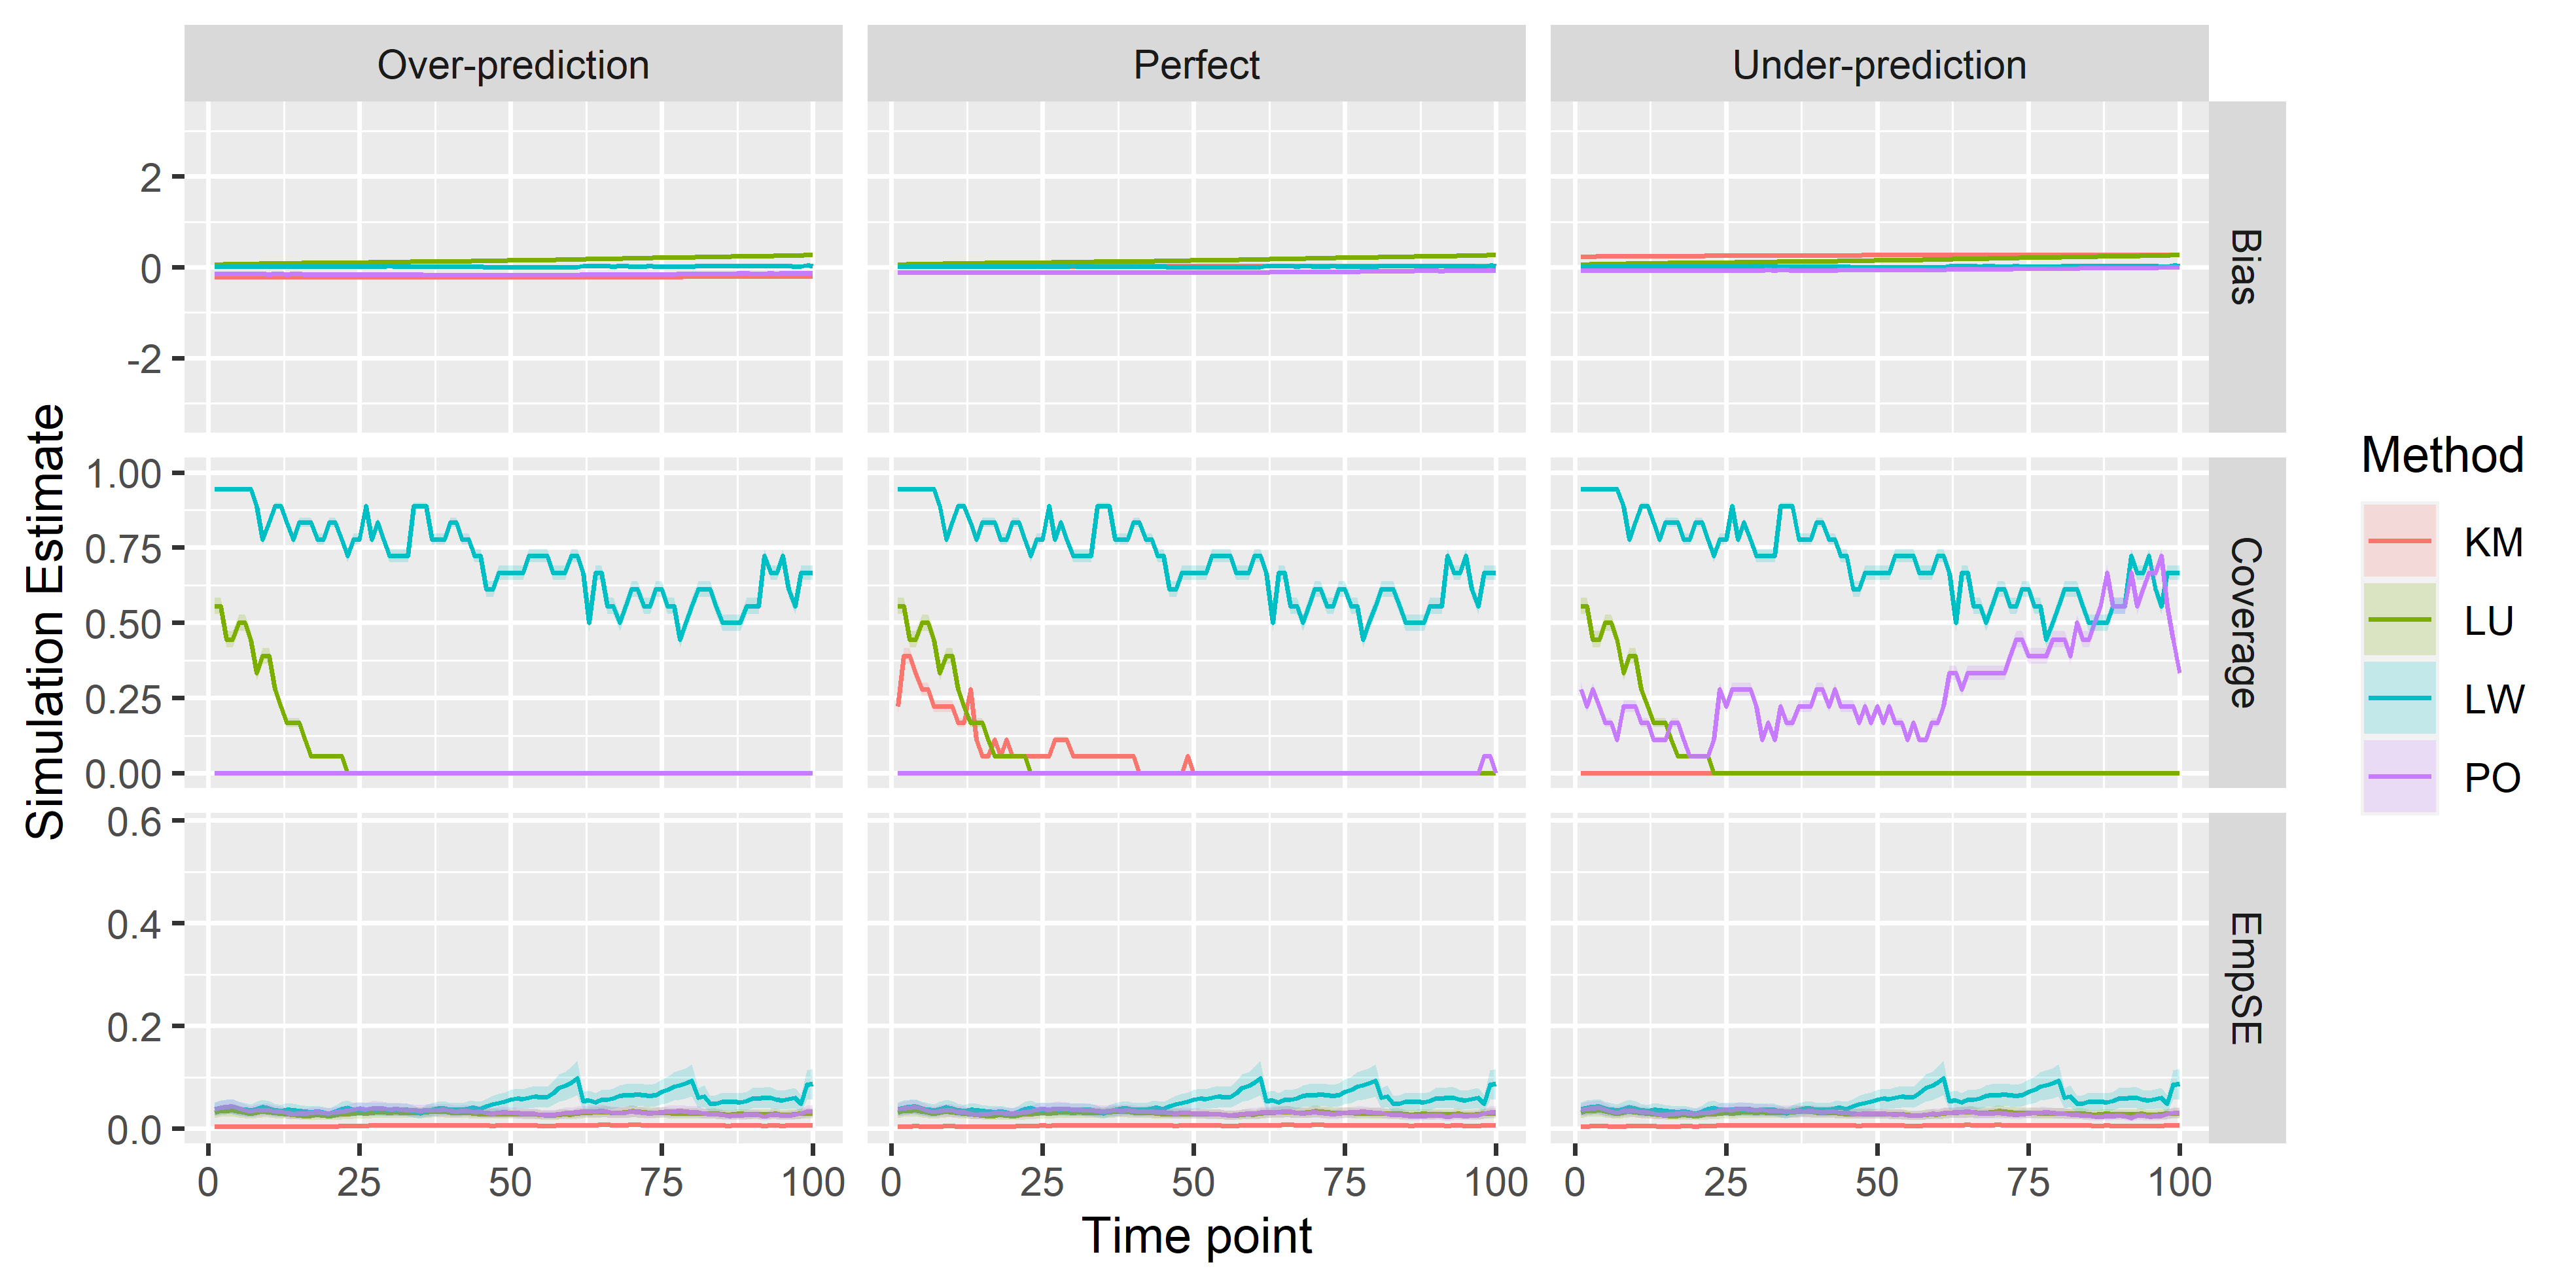 Over-prediction
Perfect
Under-prediction
2
0
-2
Bias
1.00
0.75
0.50
0.25
0.00
Coverage
0.6
0.4
0.2
0.0
EmpSE
0 25 50 75 100
0 25 50 75 100
0 25 50 75 100
Time point
Simulation Estimate
Method
KM
LU
LW
PO